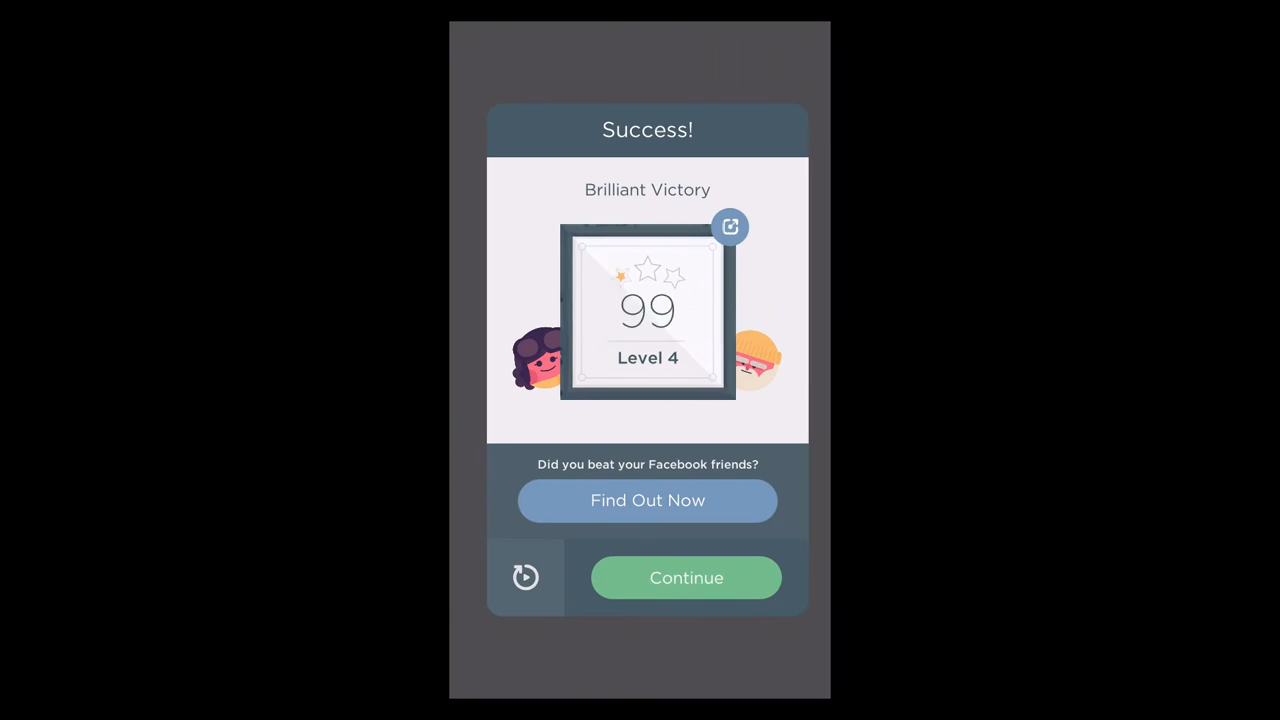 Success!
Brilliant Victory
99
Level 4
Did you beat your Facebook friends?
Find Out Now
Continue